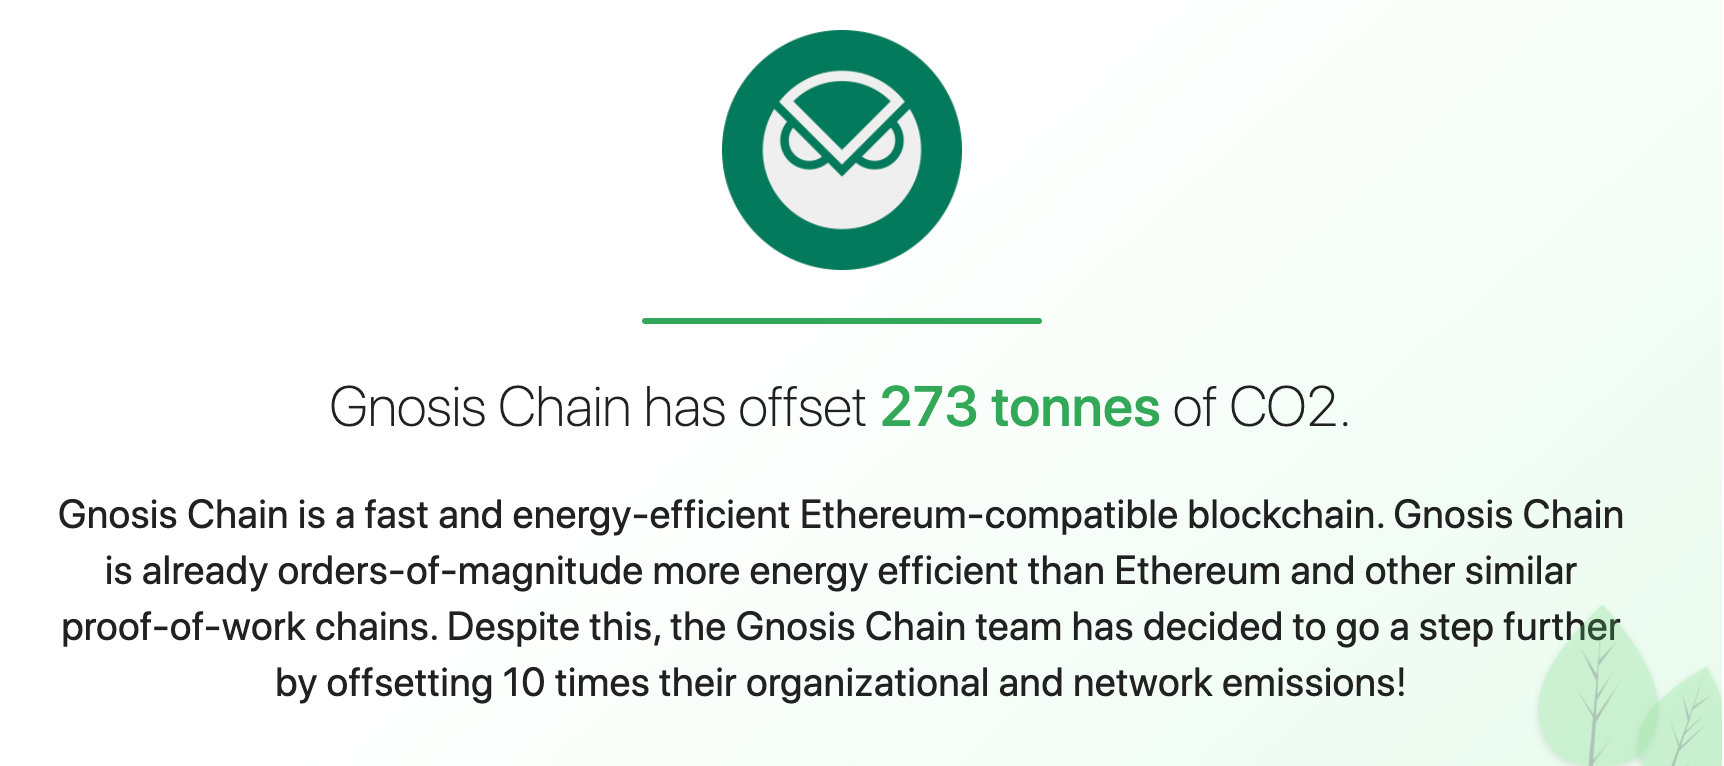 Gnosis Chain has offset 273 tonnes of CO2.
Gnosis Chain is a fast and energy-efficient Ethereum-compatible blockchain. Gnosis Chain
is already orders-of-magnitude more energy efficient than Ethereum and other similar
proof-of-work chains. Despite this, the Gnosis Chain team has decided to go a step further
by offsetting 10 times their organizational and network emissions!